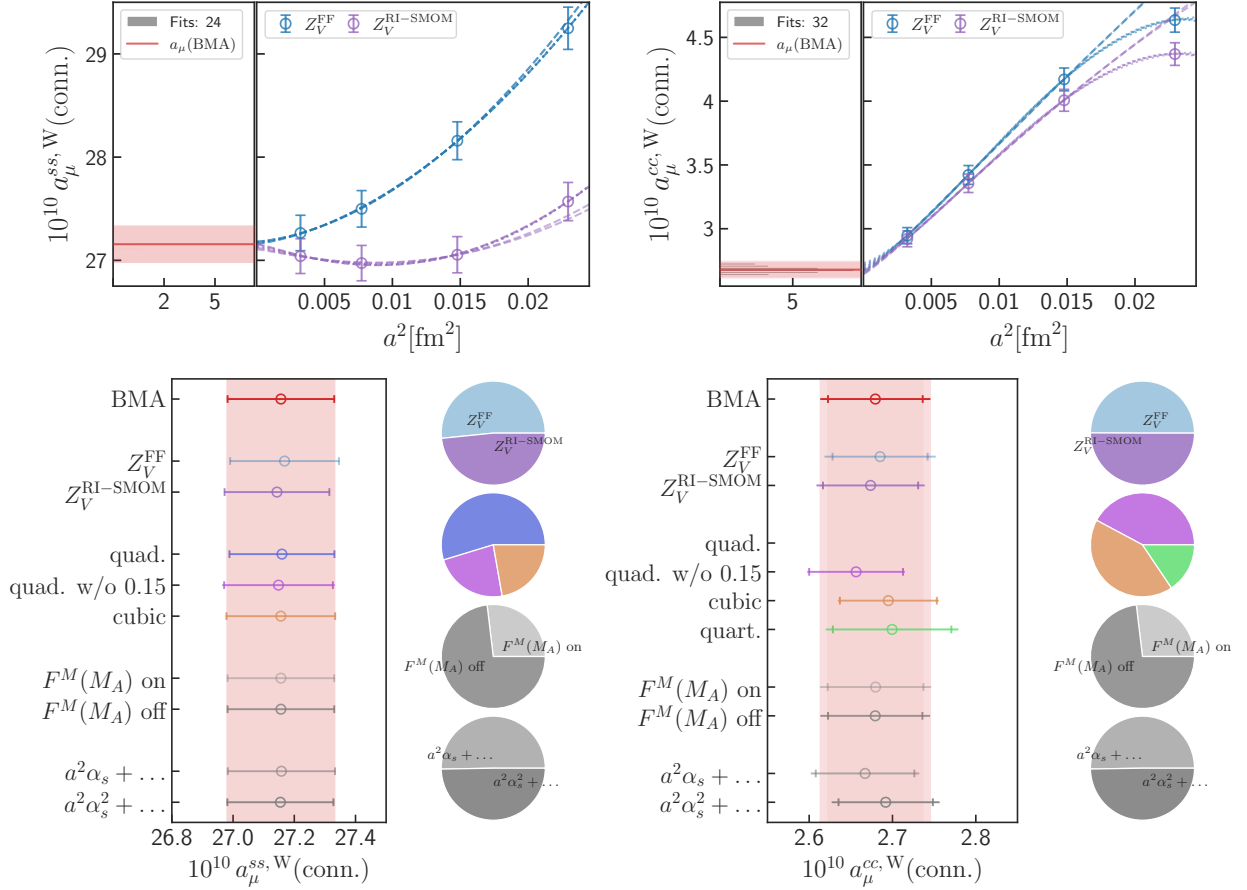 Fits: 24
a_μ(BMA)
Z_V^FF
Z_V^RI−SMOM
10^10 a_μ^ss, W(conn.)
29
28
27
2
5
0.005
0.01
0.015
0.02
a^2[fm^2]
Fits: 32
a_μ(BMA)
Z_V^FF
Z_V^RI−SMOM
10^10 a_μ^cc, W(conn.)
4.5
4
3.5
3
5
0.005
0.01
0.015
0.02
a^2[fm^2]
BMA
Z_V^FF
Z_V^RI−SMOM
quad.
quad. w/o 0.15
cubic
F^M(M_A) on
F^M(M_A) off
a^2α_s + ...
a^2α_s^2 + ...
26.8
27.0
27.2
27.4
10^10 a_μ^ss, W(conn.)
Z_V^FF
Z_V^RI−SMOM
F^M(M_A) on
F^M(M_A) off
a^2α_s + ...
a^2α_s^2 + ...
BMA
Z_V^FF
Z_V^RI−SMOM
quad.
quad. w/o 0.15
cubic
quart.
F^M(M_A) on
F^M(M_A) off
a^2α_s + ...
a^2α_s^2 + ...
2.6
2.7
2.8
10^10 a_μ^cc, W(conn.)
Z_V^FF
Z_V^RI−SMOM
F^M(M_A) on
F^M(M_A) off
a^2α_s + ...
a^2α_s^2 + ...